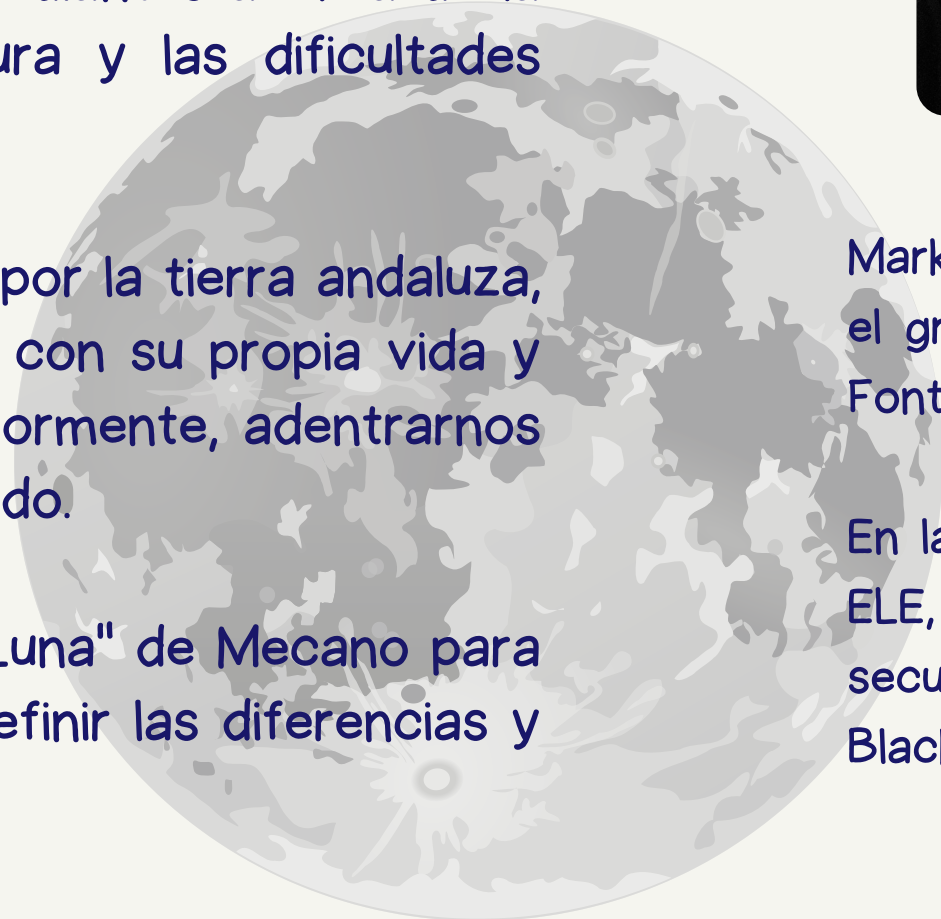 ura y las dificultades
por la tierra andaluza,
con su propia vida y
ormente, adentrarnos
do.
Luna" de Mecano para
efinir las diferencias y
Mark
el gr
Font
En la
ELE,
secu
Black